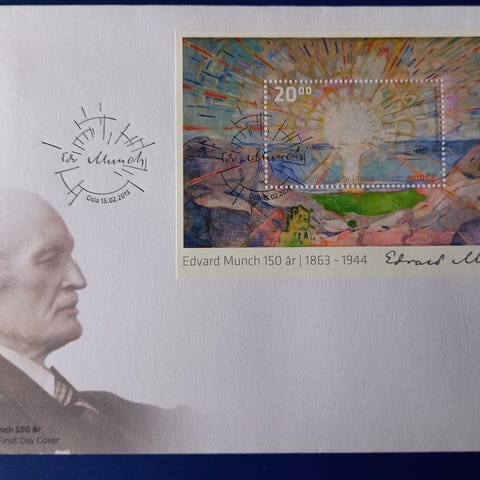 20 00
Edv Munch
Oslo 15.02.2013
NORGE
Edvard Munch 150 år | 1863 - 1944
Edvard M
nch 150 år
First Day Cover